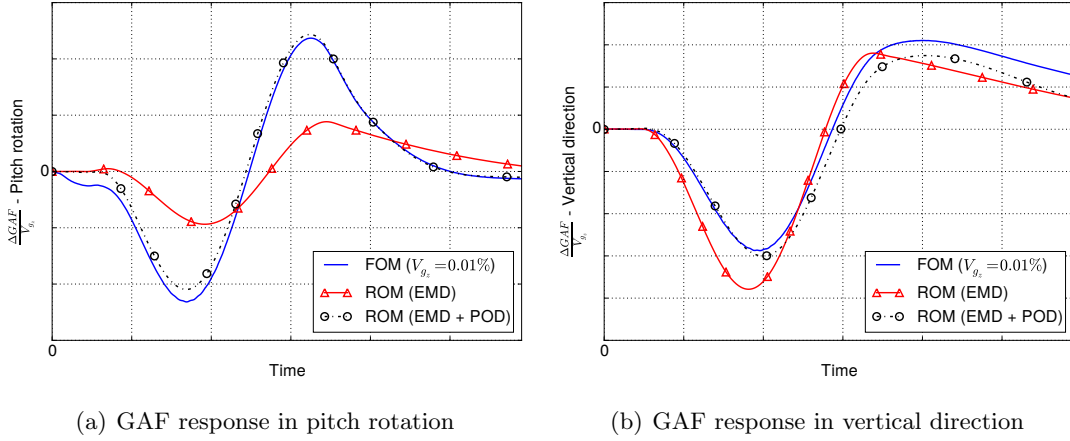 ΔGAF/V_{g_z} - Pitch rotation
0
0
Time
FOM (V_{g_z}=0.01%)
ROM (EMD)
ROM (EMD + POD)
(a) GAF response in pitch rotation
ΔGAF/V_{g_z} - Vertical direction
0
0
Time
FOM (V_{g_z}=0.01%)
ROM (EMD)
ROM (EMD + POD)
(b) GAF response in vertical direction